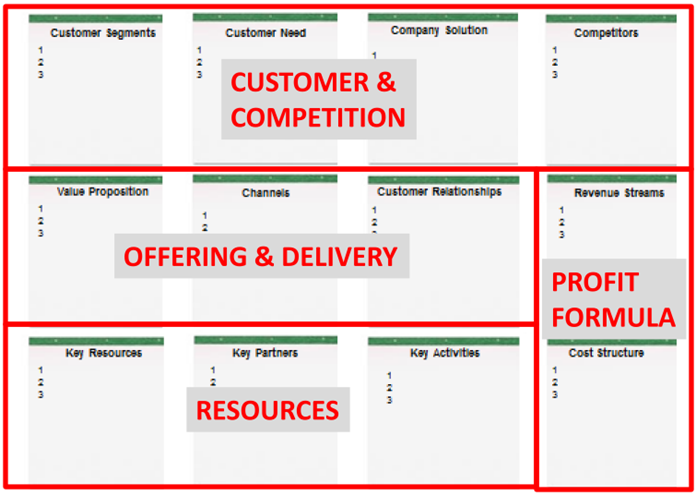 Customer Segments
1
2
3
Customer Need
1
2
3
Company Solution
1
Competitors
1
2
3
CUSTOMER &
COMPETITION
Value Proposition
1
2
3
Channels
1
2
Customer Relationships
1
2
Revenue Streams
1
2
3
OFFERING & DELIVERY
PROFIT
FORMULA
Key Resources
1
2
3
Key Partners
1
2
Key Activities
1
2
3
Cost Structure
1
2
3
RESOURCES